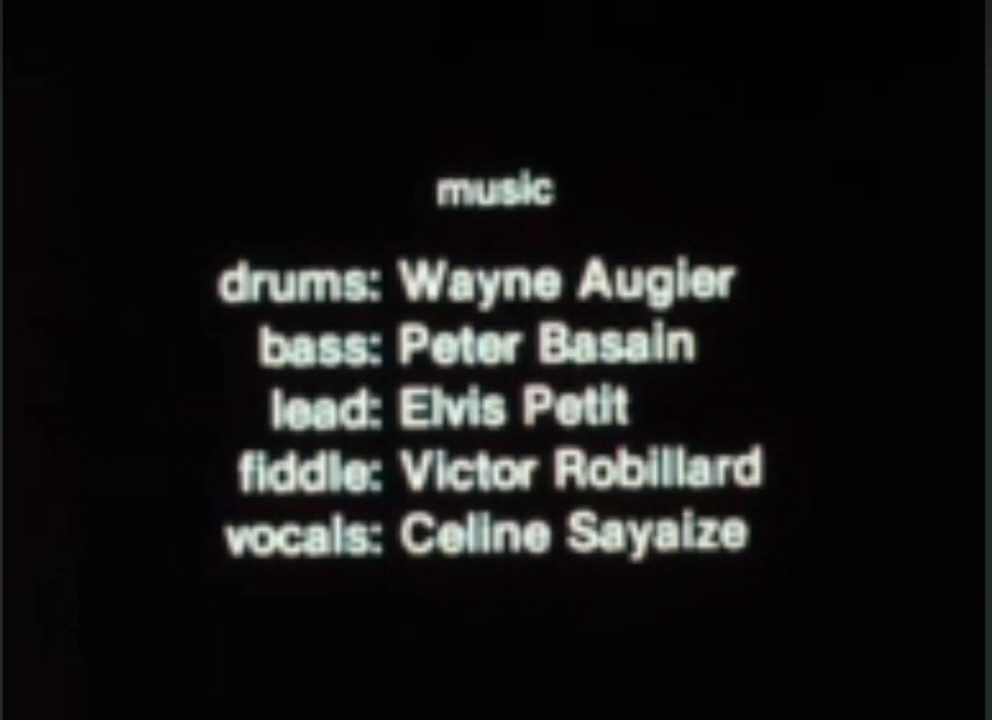 music
drums: Wayne Augier
bass: Peter Basain
lead: Elvis Petit
fiddle: Victor Robillard
vocals: Celine Sayaize